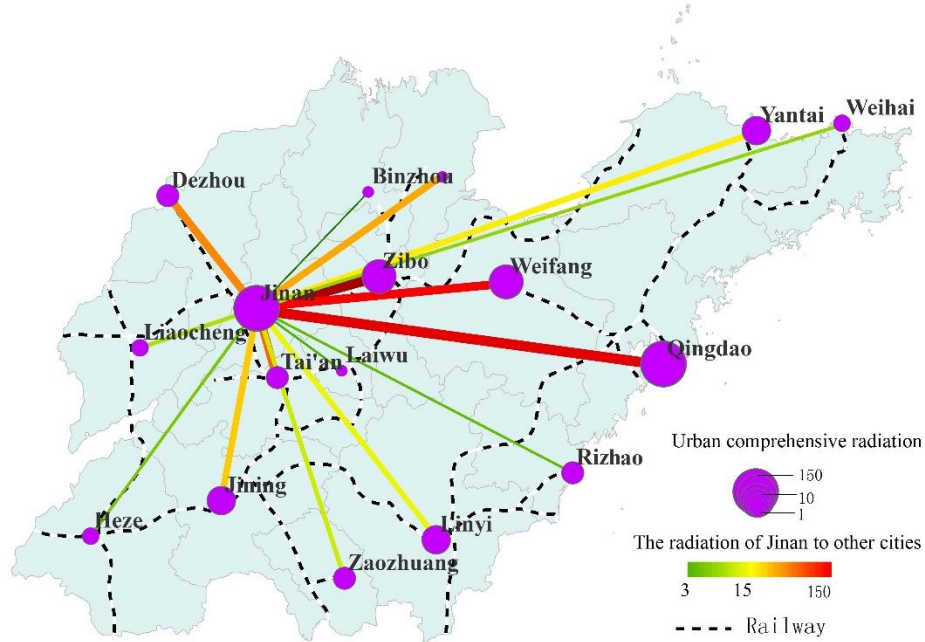 Yantai
Weihai
Dezhou
Binzhou
Zibo
Weifang
Jinan
Liaocheng
Tai'an
Laiwu
Qingdao
Rizhao
Jining
Heze
Linyi
Zaozhuang
Urban comprehensive radiation
150
10
1
The radiation of Jinan to other cities
3 15 150
Railway